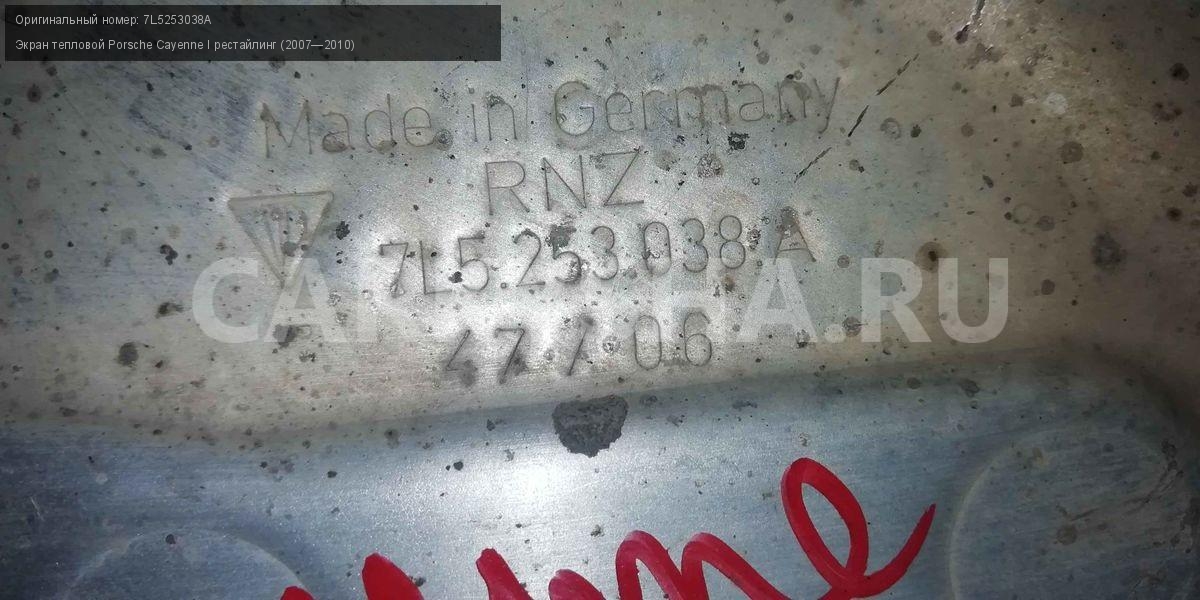 Оригинальный номер: 7L5253038A
Экран тепловой Porsche Cayenne I рестайлинг (2007—2010)
Made in Germany
RNZ
7L5.253.038.A
47/06